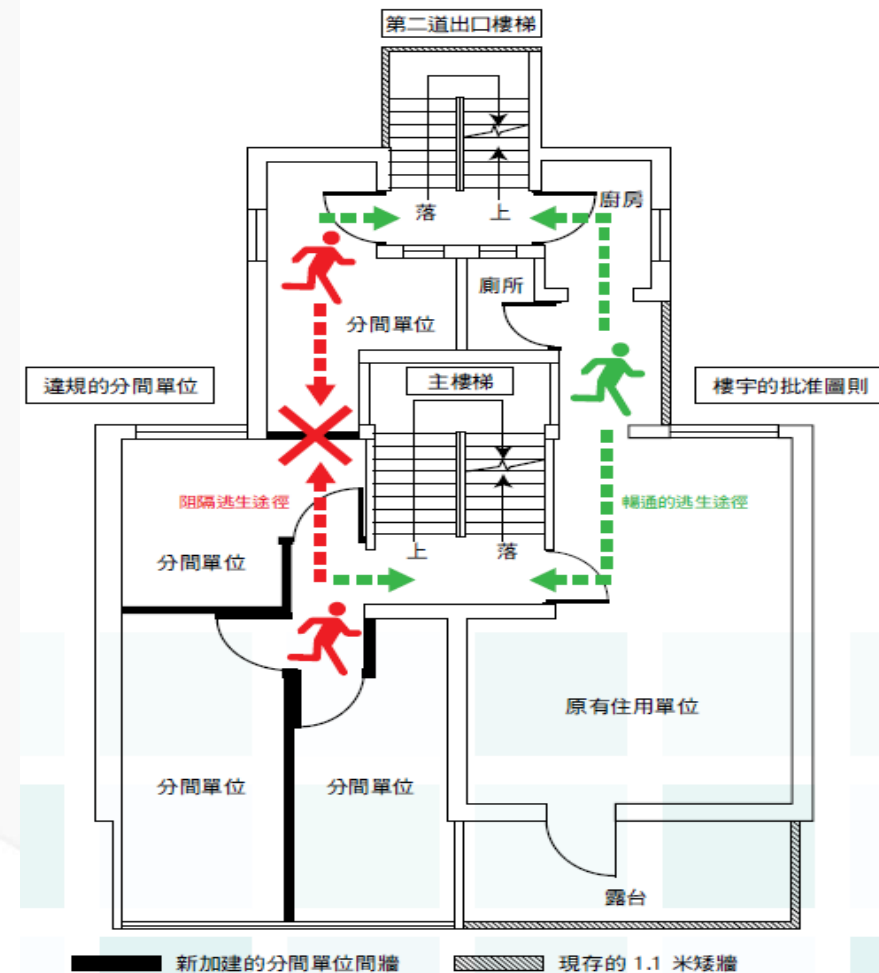 第二道出口樓梯
落
上
廚房
廁所
分間單位
違規的分間單位
主樓梯
樓宇的批准圖則
阻隔逃生途徑
暢通的逃生途徑
分間單位
上
落
原有住用單位
分間單位
分間單位
露台
新加建的分間單位間牆
現存的 1.1 米矮牆